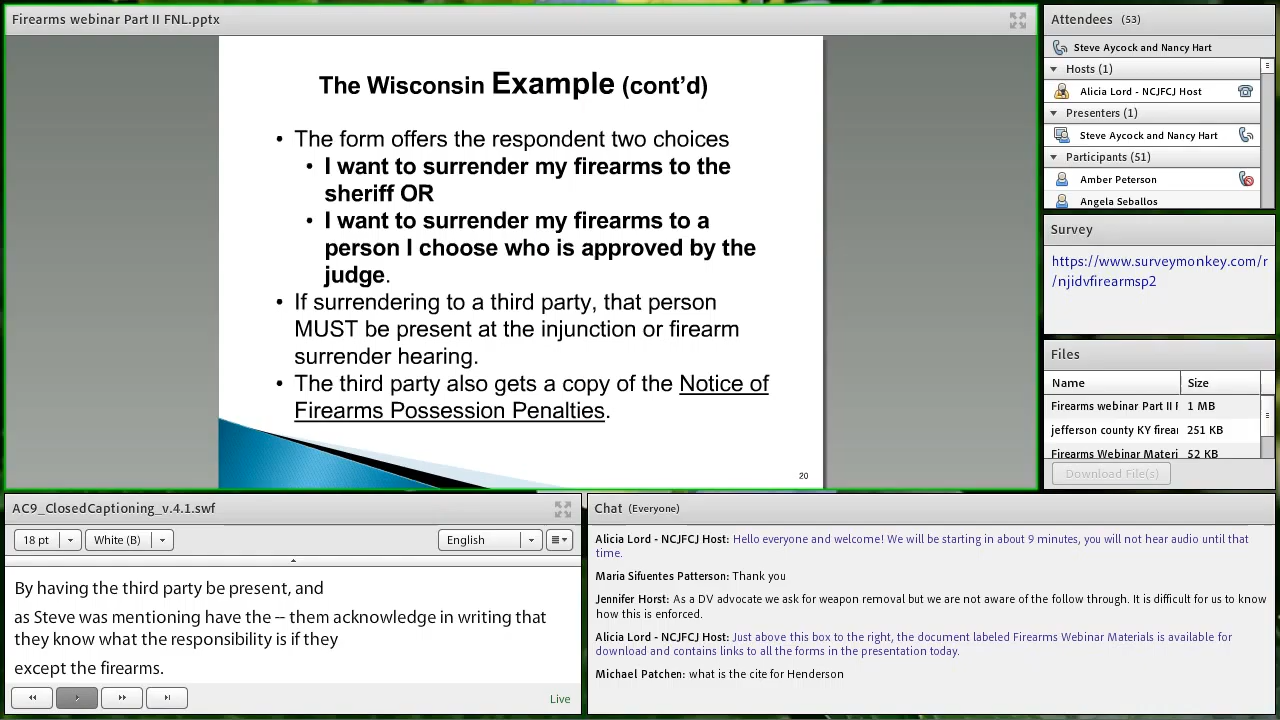 Firearms webinar Part II FNL.pptx
The Wisconsin Example (cont'd)
• The form offers the respondent two choices
• I want to surrender my firearms to the
sheriff OR
• I want to surrender my firearms to a
person I choose who is approved by the
judge.
• If surrendering to a third party, that person
MUST be present at the injunction or firearm
surrender hearing.
• The third party also gets a copy of the Notice of
Firearms Possession Penalties.
20
Attendees (53)
Steve Aycock and Nancy Hart
Hosts (1)
Alicia Lord - NCJFCJ Host
Presenters (1)
Steve Aycock and Nancy Hart
Participants (51)
Amber Peterson
Angela Seballos
Survey
https://www.surveymonkey.com/r
/njidvfirearmsp2
Files
Name Size
Firearms webinar Part II F 1 MB
jefferson county KY firear 251 KB
Firearms Webinar Materi 52 KB
Download File(s)
AC9_ClosedCaptioning_v.4.1.swf
18 pt White (B) English
By having the third party be present, and
as Steve was mentioning have the -- them acknowledge in writing that
they know what the responsibility is if they
except the firearms.
Live
Chat (Everyone)
Alicia Lord - NCJFCJ Host: Hello everyone and welcome! We will be starting in about 9 minutes, you will not hear audio until that
time.
Maria Sifuentes Patterson: Thank you
Jennifer Horst: As a DV advocate we ask for weapon removal but we are not aware of the follow through. It is difficult for us to know
how this is enforced.
Alicia Lord - NCJFCJ Host: Just above this box to the right, the document labeled Firearms Webinar Materials is available for
download and contains links to all the forms in the presentation today.
Michael Patchen: what is the cite for Henderson